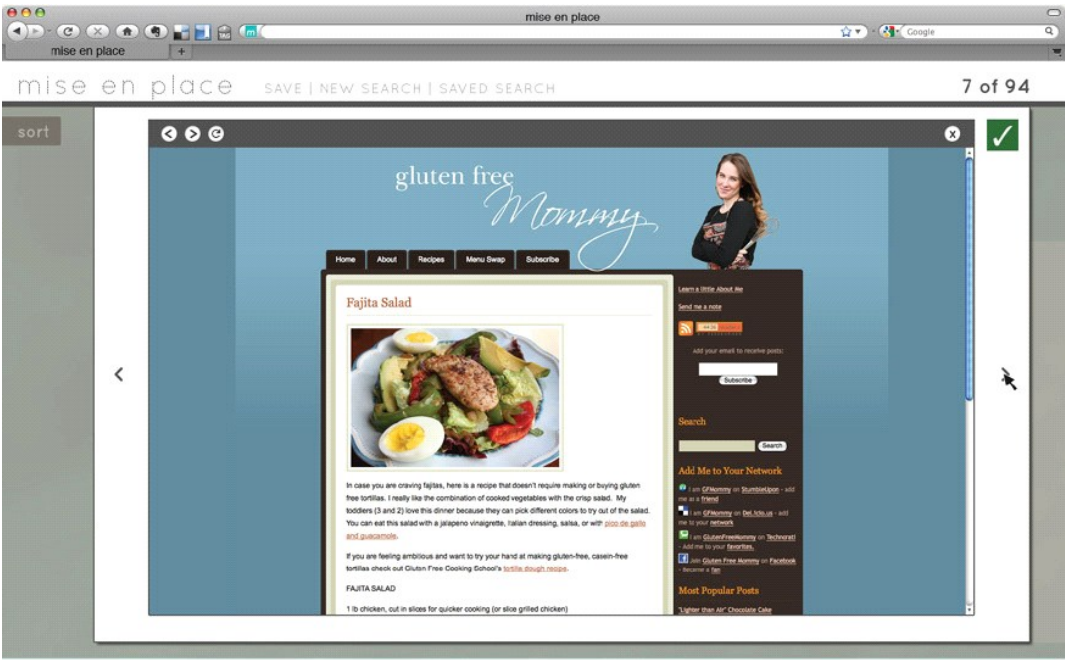 mise en place
Google
mise en place
mise en place
SAVE | NEW SEARCH | SAVED SEARCH
7 of 94
sort
gluten free
Mommy
Home
About
Recipes
Menu Swap
Subscribe
Fajita Salad
In case you are craving fajitas, here is a recipe that doesn't require making or buying gluten
free tortillas. I really like the combination of cooked vegetables with the crisp salad. My
toddlers (3 and 2) love this dinner because they can pick different colors to try out of the salad.
You can eat this salad with a jalapeno vinaigrette, Italian dressing, salsa, or with pico de gallo
and guacamole.
If you are feeling ambitious and want to try your hand at making gluten-free, casein-free
tortillas check out Gluten Free Cooking School's tortilla dough recipe.
FAJITA SALAD
1 lb chicken, cut in slices for quicker cooking (or slice grilled chicken)
Learn a little About Me
Send me a note
Add your email to receive posts:
Subscribe
Search
Search
Add Me to Your Network
I am GFMommy on StumbleUpon - add
me as a friend
I am GFMommy on Del.icio.us - add
me to your network
I am GlutenFreeMommy on Technorati
- Add me to your favorites.
Join Gluten Free Mommy on Facebook
- Become a fan
Most Popular Posts
"Lighter than Air" Chocolate Cake